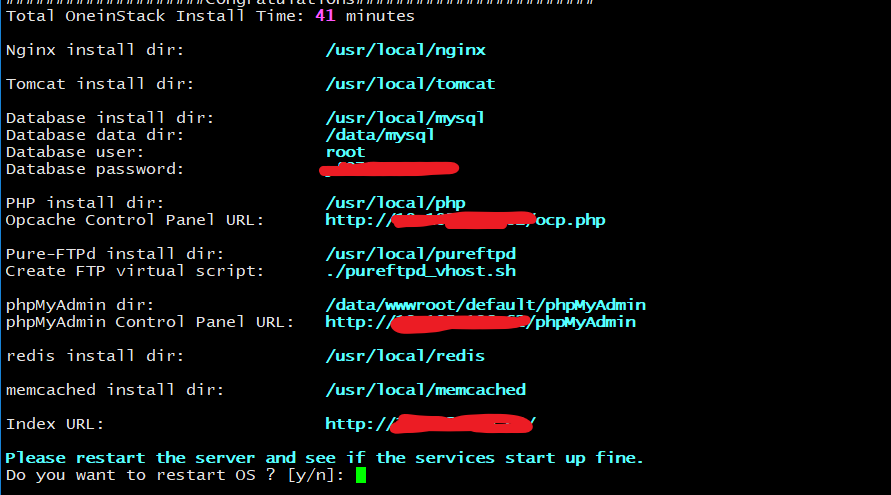 Total OneinStack Install Time: 41 minutes
Nginx install dir: /usr/local/nginx
Tomcat install dir: /usr/local/tomcat
Database install dir: /usr/local/mysql
Database data dir: /data/mysql
Database user: root
Database password:
PHP install dir: /usr/local/php
Opcache Control Panel URL: http:///ocp.php
Pure-FTPd install dir: /usr/local/pureftpd
Create FTP virtual script: ./pureftpd_vhost.sh
phpMyAdmin dir: /data/wwwroot/default/phpMyAdmin
phpMyAdmin Control Panel URL: http:///phpMyAdmin
redis install dir: /usr/local/redis
memcached install dir: /usr/local/memcached
Index URL: http:///
Please restart the server and see if the services start up fine.
Do you want to restart OS ? [y/n]: